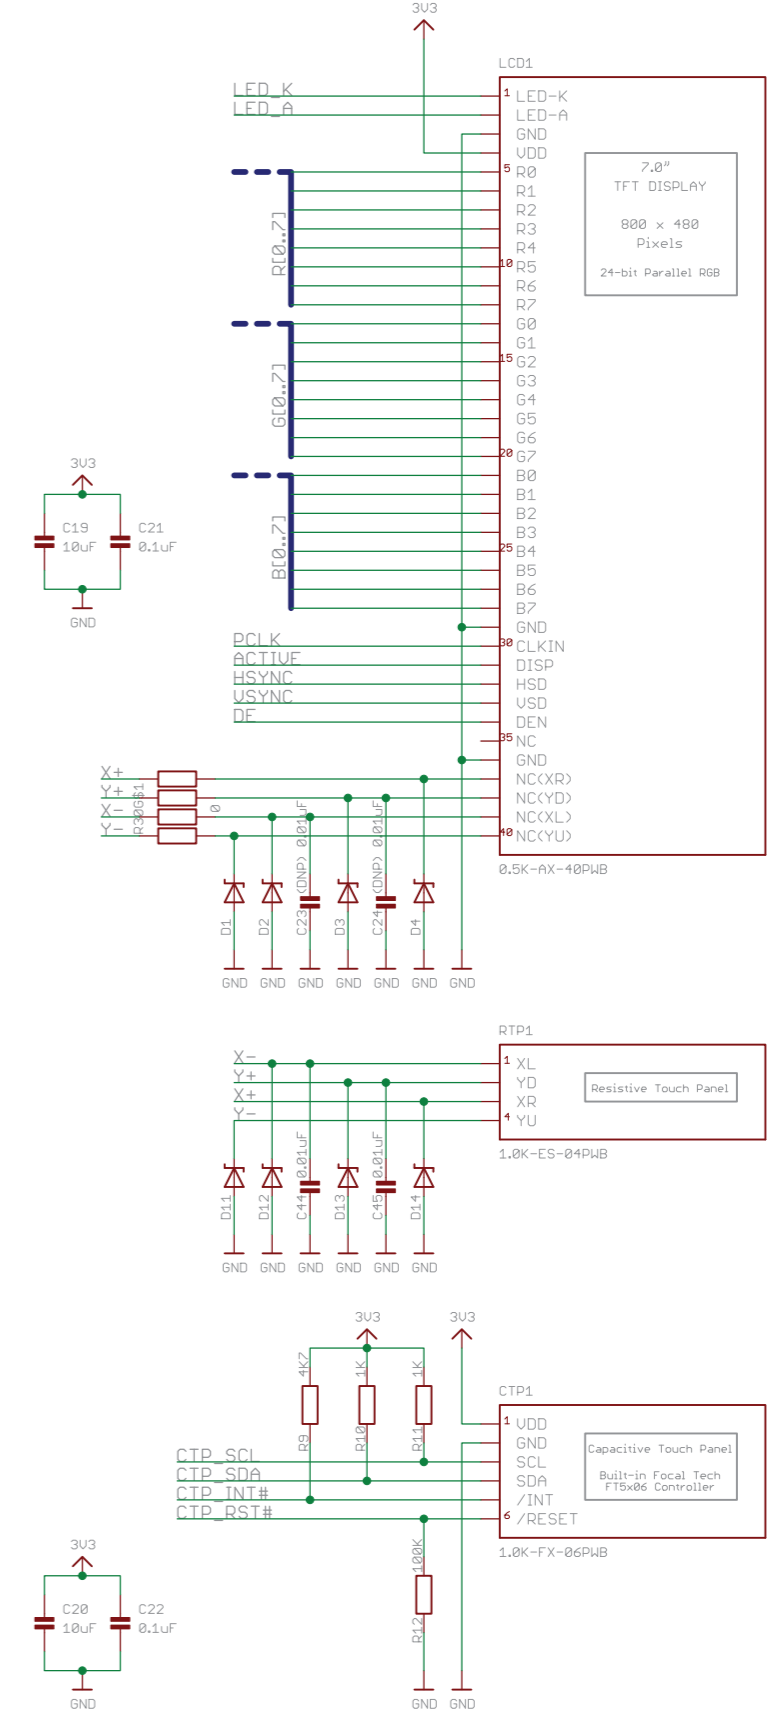 3V3
LCD1
LED_K
LED_A
1 LED-K
LED-A
GND
VDD
5 R0
R1
R2
R3
R4
10 R5
R6
R7
G0
G1
15 G2
G3
G4
G5
G6
20 G7
B0
B1
B2
B3
25 B4
B5
B6
B7
GND
30 CLKIN
DISP
HSD
VSD
DEN
35 NC
GND
NC(XR)
NC(YD)
NC(XL)
40 NC(YU)
7.0"
TFT DISPLAY
800 x 480
Pixels
24-bit Parallel RGB
R[0..7]
G[0..7]
B[0..7]
3V3
C19
10uF
C21
0.1uF
GND
PCLK
ACTIVE
HSYNC
VSYNC
DE
X+
Y+
X-
Y-
R30G$1
0
0.5K-AX-40PWB
D1
D2
C23 (DNP) 0.01uF
D3
C24 (DNP) 0.01uF
D4
GND
GND
GND
GND
GND
GND
GND
RTP1
X-
Y+
X+
Y-
1 XL
YD
XR
4 YU
Resistive Touch Panel
1.0K-ES-04PWB
D11
D12
C44 0.01uF
D13
C45 0.01uF
D14
GND
GND
GND
GND
GND
GND
3V3
3V3
4K7
1K
1K
R9
R10
R11
CTP1
CTP_SCL
CTP_SDA
CTP_INT#
CTP_RST#
1 VDD
GND
SCL
SDA
/INT
6 /RESET
Capacitive Touch Panel
Built-in Focal Tech
FT5x06 Controller
1.0K-FX-06PWB
100K
R12
3V3
C20
10uF
C22
0.1uF
GND
GND
GND